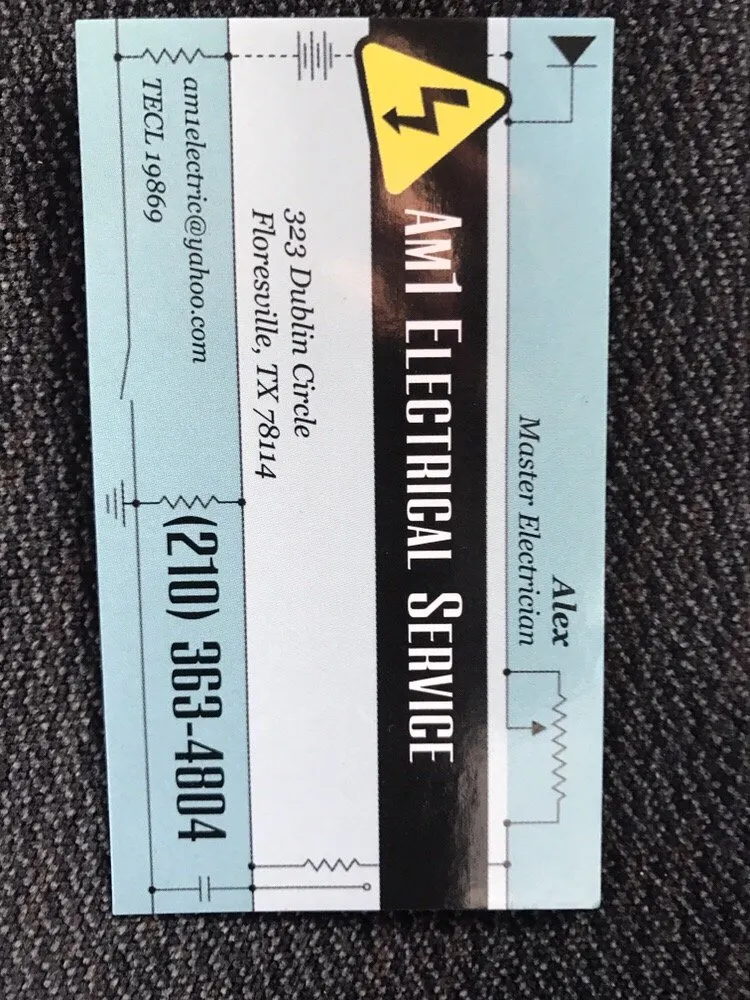 Alex
Master Electrician
AM1 ELECTRICAL SERVICE
323 Dublin Circle
Floresville, TX 78114
am1electric@yahoo.com
TECL 19869
(210) 363-4804